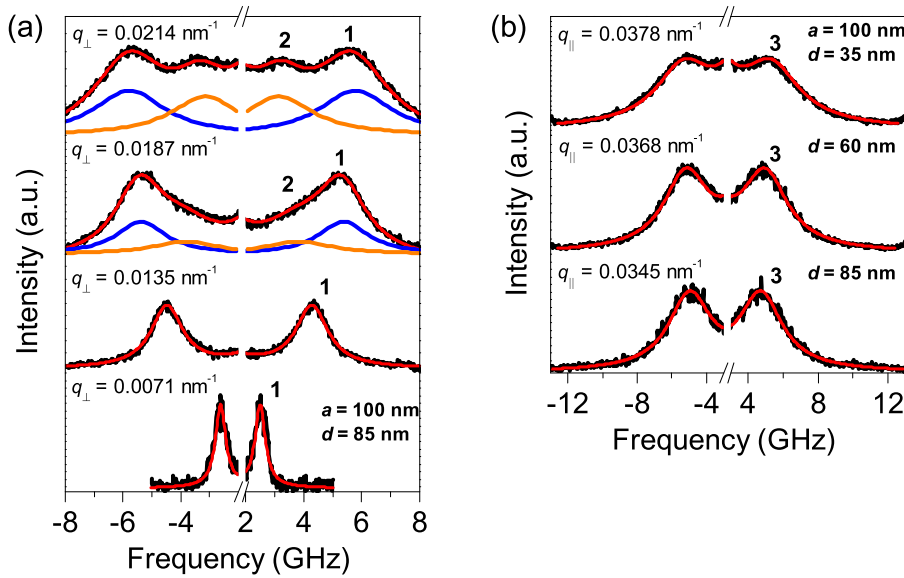 (a)
q⊥ = 0.0214 nm⁻¹
2
1
q⊥ = 0.0187 nm⁻¹
2
1
q⊥ = 0.0135 nm⁻¹
1
q⊥ = 0.0071 nm⁻¹
1
a = 100 nm
d = 85 nm
Intensity (a.u.)
-8 -6 -4 2 4 6 8
Frequency (GHz)
(b)
q|| = 0.0378 nm⁻¹
3
a = 100 nm
d = 35 nm
q|| = 0.0368 nm⁻¹
3
d = 60 nm
q|| = 0.0345 nm⁻¹
3
d = 85 nm
Intensity (a.u.)
-12 -8 -4 4 8 12
Frequency (GHz)